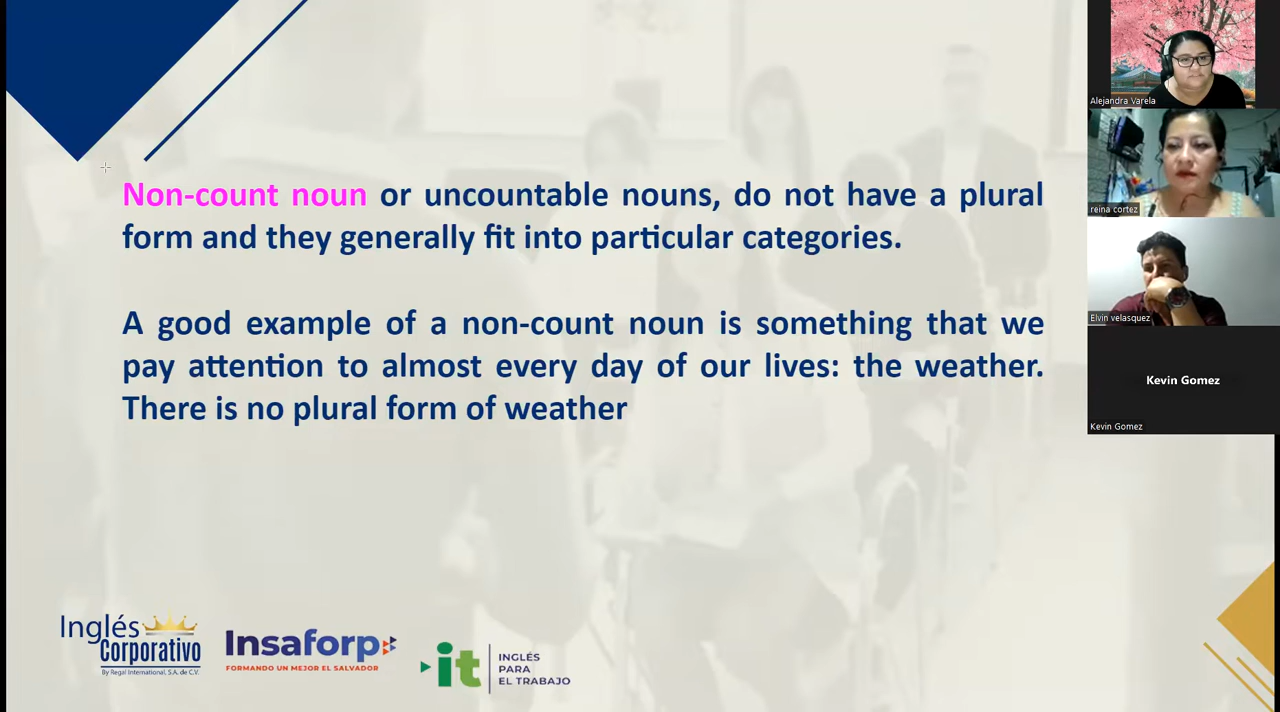 Non-count noun or uncountable nouns, do not have a plural
form and they generally fit into particular categories.
A good example of a non-count noun is something that we
pay attention to almost every day of our lives: the weather.
There is no plural form of weather
Alejandra Varela
reina cortez
Elvin velasquez
Kevin Gomez
Kevin Gomez
Inglés
Corporativo
By Regal International, S.A. de C.V.
Insaforp
FORMANDO UN MEJOR EL SALVADOR
it
INGLÉS
PARA
EL TRABAJO